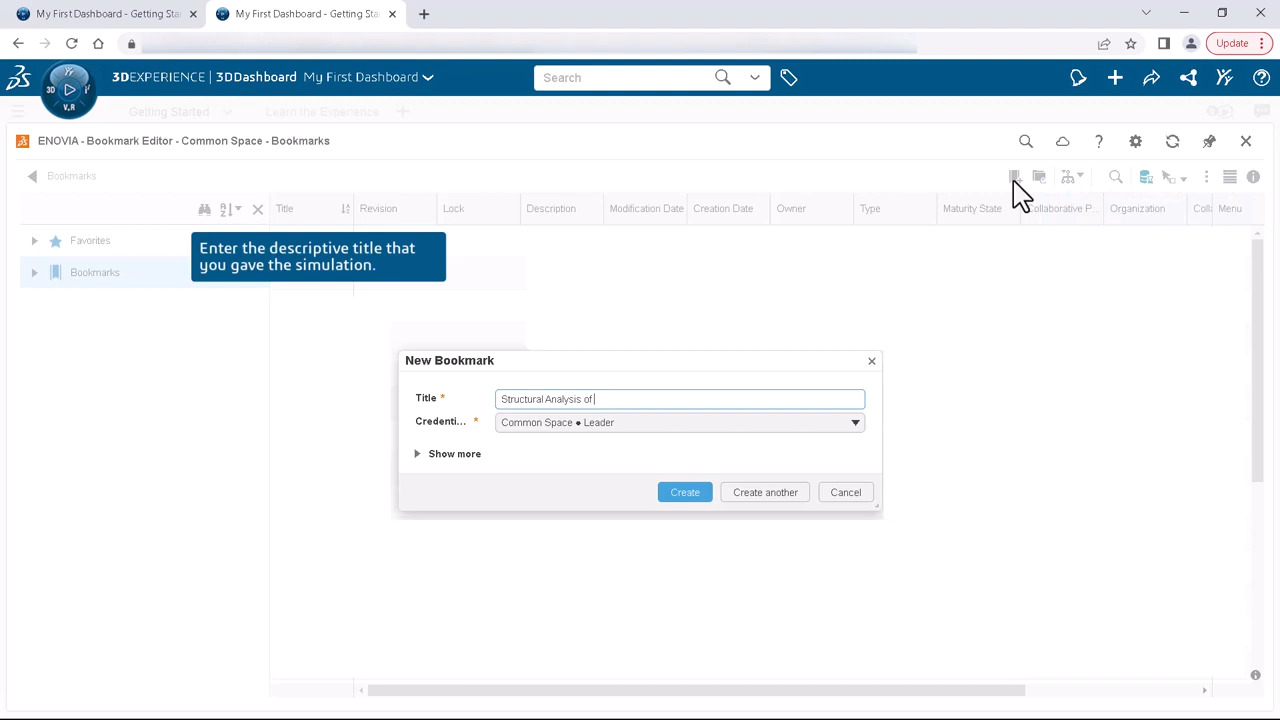 My First Dashboard - Getting Sta
My First Dashboard - Getting Sta
Update
3DEXPERIENCE | 3DDashboard My First Dashboard
Search
3D
V.R
Getting Started
Learn the Experience
ENOVIA - Bookmark Editor - Common Space - Bookmarks
Bookmarks
Title Revision Lock Description Modification Date Creation Date Owner Type Maturity State Collaborative P... Organization Colla Menu
Favorites
Bookmarks
Enter the descriptive title that
you gave the simulation.
New Bookmark
Title * Structural Analysis of
Credenti... * Common Space ● Leader
Show more
Create Create another Cancel